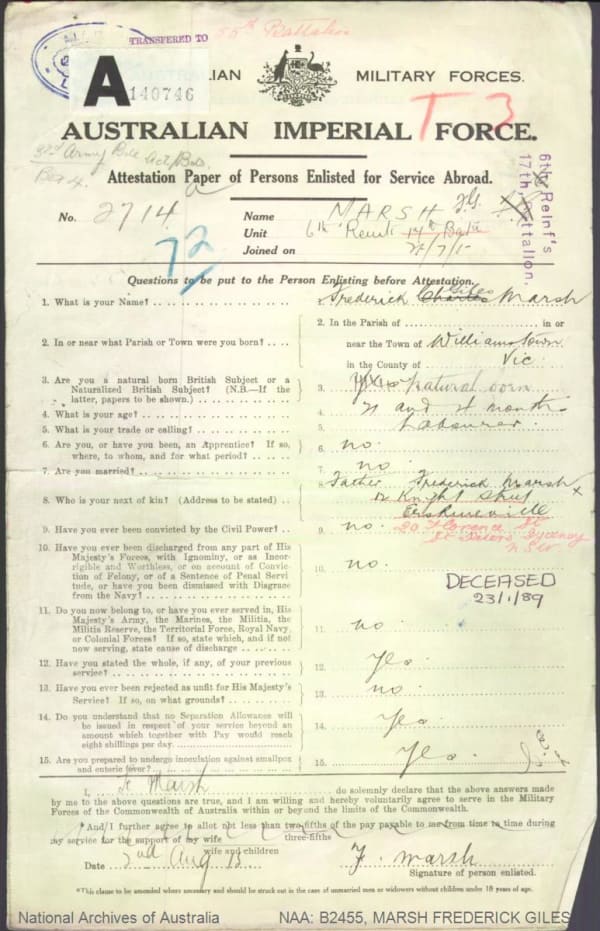 TRANSFERED TO 55th Battalion
A 140746
AUSTRALIAN MILITARY FORCES.
T 3
AUSTRALIAN IMPERIAL FORCE.
Attestation Paper of Persons Enlisted for Service Abroad.
6th Reinf's
17th Battalion.
No. 2714
Name MARSH F.G.
Unit 6th Reinf 17th Batn
Joined on 2/7/15
72
Questions to be put to the Person Enlisting before Attestation.
1. What is your Name? 1. Frederick Charles Giles Marsh
2. In or near what Parish or Town were you born? 2. In the Parish of in or
near the Town of Williamstown
in the County of Vic
3. Are you a natural born British Subject or a
Naturalized British Subject? (N.B.—If the
latter, papers to be shown.) 3. natural born
4. What is your age? 4. 21 and 4 months
5. What is your trade or calling? 5. Labourer
6. Are you, or have you been, an Apprentice? If so,
where, to whom, and for what period? 6. no.
7. Are you married? 7. no
8. Who is your next of kin? (Address to be stated) 8. Father Frederick Marsh
Knight Street
Erskineville
20 Florence St
St Peters Sydney
N S W
9. Have you ever been convicted by the Civil Power? 9. no.
10. Have you ever been discharged from any part of His
Majesty's Forces, with Ignominy, or as Incor-
rigible and Worthless, or on account of Convic-
tion of Felony, or of a Sentence of Penal Servi-
tude, or have you been dismissed with Disgrace
from the Navy? 10. no.
DECEASED
23/1/89
11. Do you now belong to, or have you ever served in, His
Majesty's Army, the Marines, the Militia, the
Militia Reserve, the Territorial Force, Royal Navy
or Colonial Forces? If so, state which, and if not
now serving, state cause of discharge 11. no.
12. Have you stated the whole, if any, of your previous
service? 12. Yes.
13. Have you ever been rejected as unfit for His Majesty's
Service? If so, on what grounds? 13. no
14. Do you understand that no Separation Allowance will
be issued in respect of your service beyond an
amount which together with Pay would reach
eight shillings per day. 14. Yes
15. Are you prepared to undergo inoculation against smallpox
and enteric fever? 15. Yes
I, F. Marsh do solemnly declare that the above answers made
by me to the above questions are true, and I am willing and hereby voluntarily agree to serve in the Military
Forces of the Commonwealth of Australia within or beyond the limits of the Commonwealth.
*And I further agree to allot not less than two-fifths of the pay payable to me from time to time during
three-fifths
my service for the support of my wife
wife and children
Date 2nd Aug 15 F. Marsh
Signature of person enlisted.
*This clause to be amended where necessary and should be struck out in the case of unmarried men or widowers without children under 18 years of age.
National Archives of Australia NAA: B2455, MARSH FREDERICK GILES